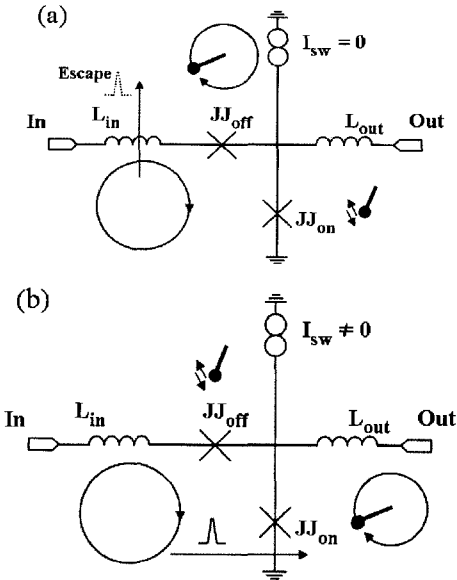 (a)
I_sw = 0
Escape
In
L_in
JJ_off
L_out
Out
JJ_on
(b)
I_sw ≠ 0
In
L_in
JJ_off
L_out
Out
JJ_on